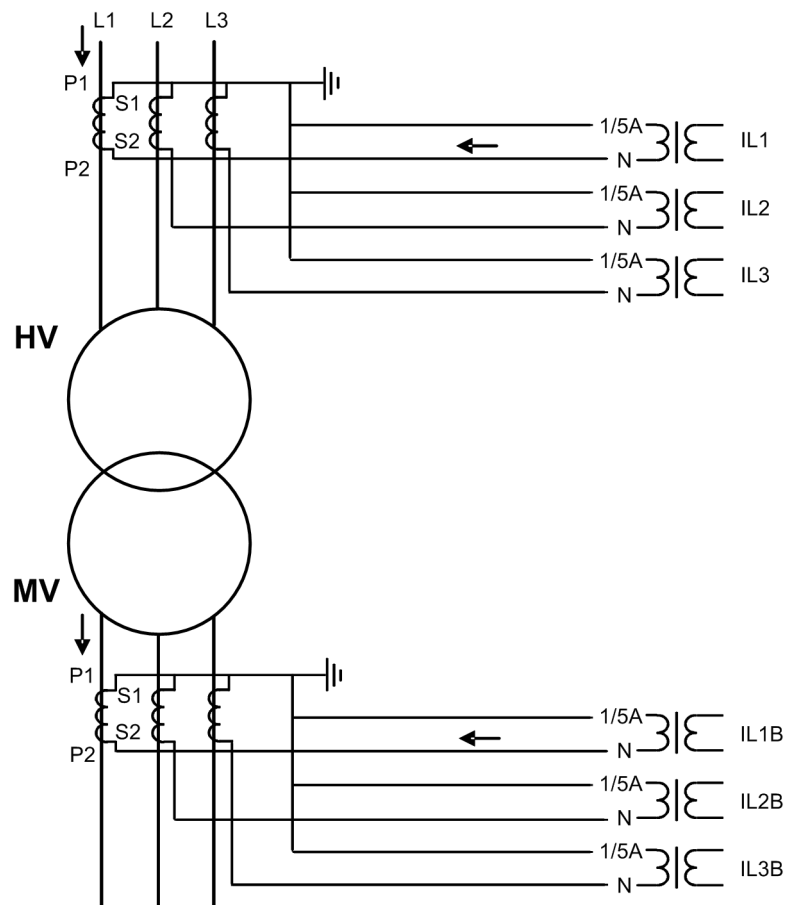 L1 L2 L3
P1
S1
S2
P2
1/5A
N
IL1
1/5A
N
IL2
1/5A
N
IL3
HV
MV
P1
S1
S2
P2
1/5A
N
IL1B
1/5A
N
IL2B
1/5A
N
IL3B